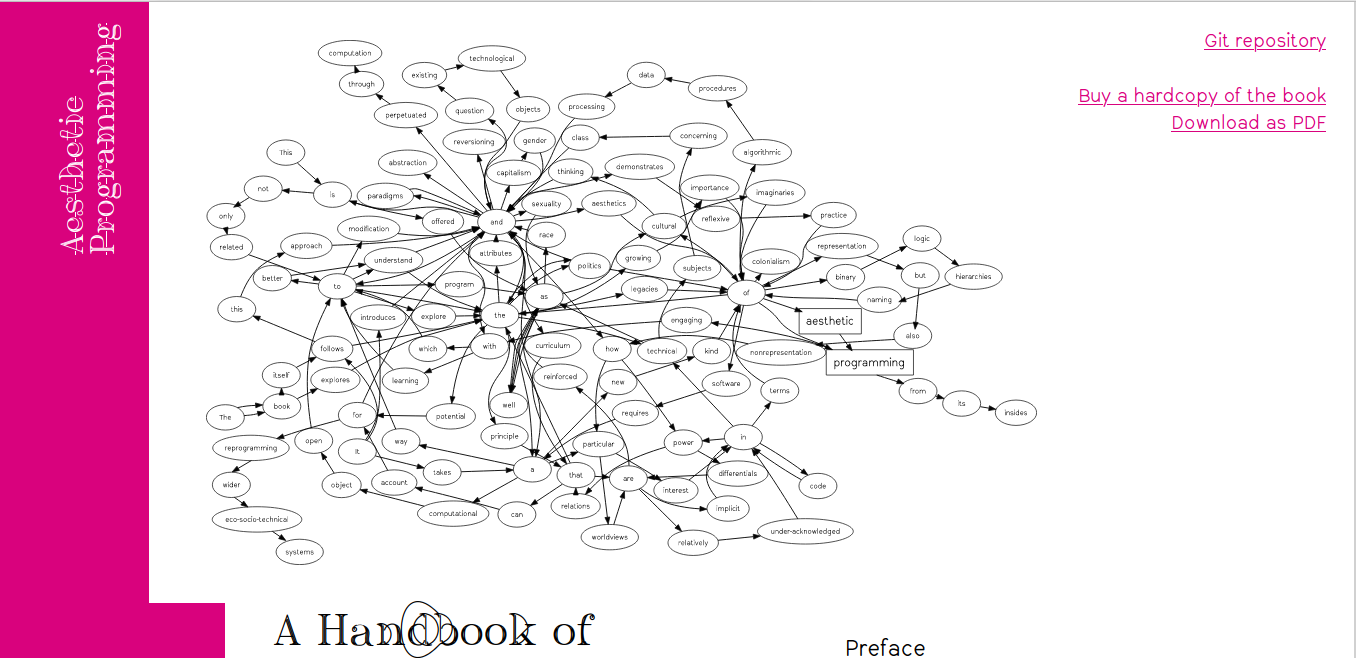 Aesthetic
Programming
Git repository
Buy a hardcopy of the book
Download as PDF
computation
technological
existing
data
through
procedures
perpetuated
question
objects
processing
reversioning
gender
class
concerning
This
algorithmic
abstraction
capitalism
thinking
demonstrates
not
is
paradigms
importance
imaginaries
only
offered
and
sexuality
aesthetics
cultural
reflexive
practice
related
approach
modification
race
representation
logic
better
understand
attributes
politics
growing
subjects
colonialism
binary
but
hierarchies
to
program
as
legacies
of
naming
this
introduces
explore
the
engaging
aesthetic
also
follows
which
with
curriculum
how
technical
kind
nonrepresentation
programming
itself
explores
learning
reinforced
new
software
terms
from
its
insides
The
book
for
potential
well
requires
reprogramming
open
It
way
principle
particular
power
in
wider
object
account
takes
a
that
are
interest
differentials
code
eco-socio-technical
computational
can
relations
implicit
systems
worldviews
relatively
under-acknowledged
A Handbook of
Preface